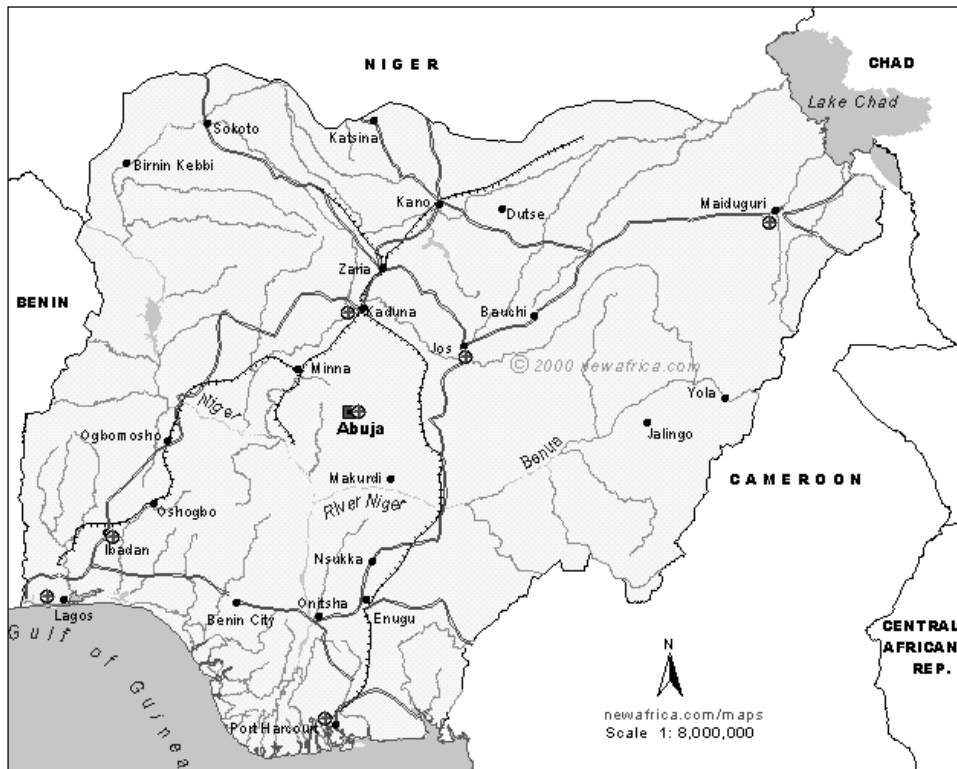 NIGER
CHAD
Lake Chad
Sokoto
Katsina
Birnin Kebbi
Kano
Dutse
Maiduguri
Zaria
BENIN
Kaduna
Bauchi
Jos
© 2000 newafrica.com
Minna
Yola
Niger
Abuja
Ogbomosho
Jalingo
Benue
Makurdi
CAMEROON
River Niger
Oshogbo
Ibadan
Nsukka
Lagos
Benin City
Onitsha
Enugu
Gulf of Guinea
CENTRAL
AFRICAN
REP.
N
newafrica.com/maps
Scale 1: 8,000,000
Port Harcourt